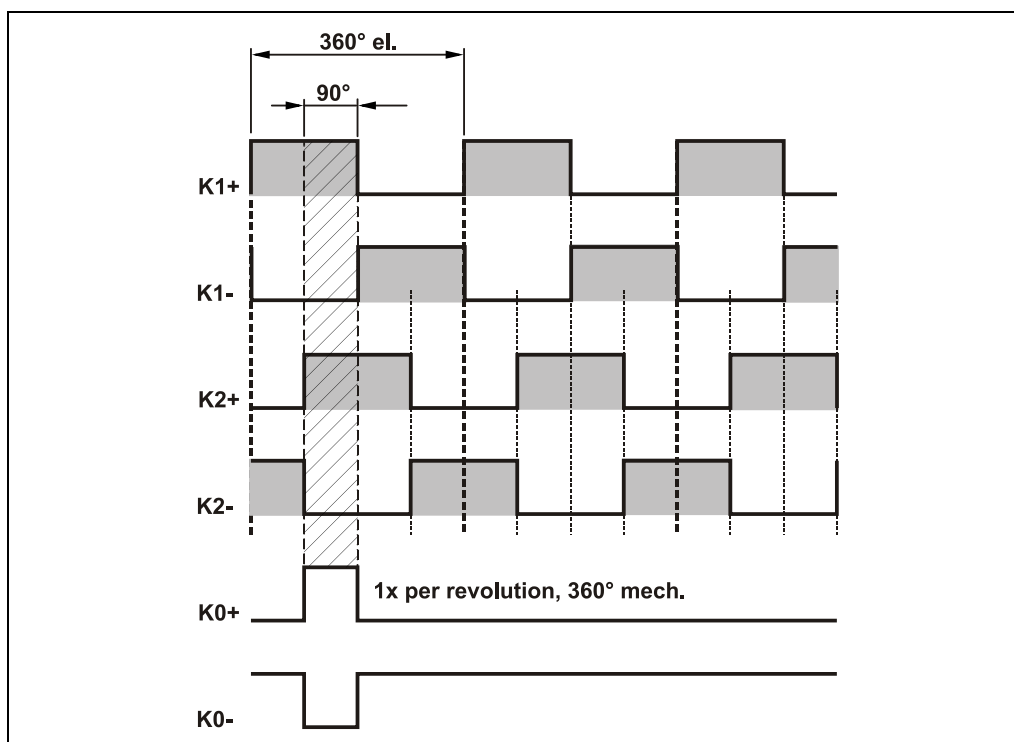 360° el.
90°
K1+
K1-
K2+
K2-
1x per revolution, 360° mech.
K0+
K0-